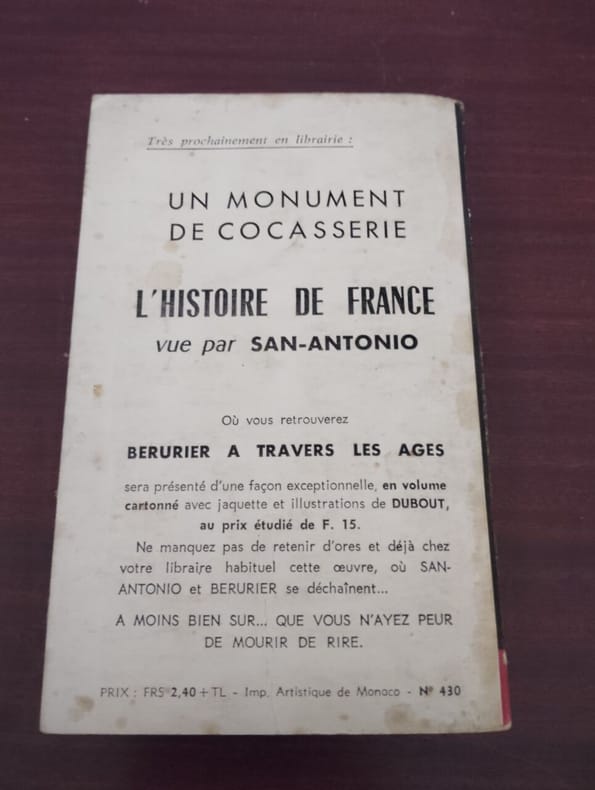 Très prochainement en librairie :
UN MONUMENT
DE COCASSERIE
L'HISTOIRE DE FRANCE
vue par SAN-ANTONIO
Où vous retrouverez
BERURIER A TRAVERS LES AGES
sera présenté d'une façon exceptionnelle, en volume
cartonné avec jaquette et illustrations de DUBOUT,
au prix étudié de F. 15.
Ne manquez pas de retenir d'ores et déjà chez
votre libraire habituel cette œuvre, où SAN-
ANTONIO et BERURIER se déchaînent...
A MOINS BIEN SUR... QUE VOUS N'AYEZ PEUR
DE MOURIR DE RIRE.
PRIX : FRS 2,40 + TL - Imp. Artistique de Monaco - N° 430